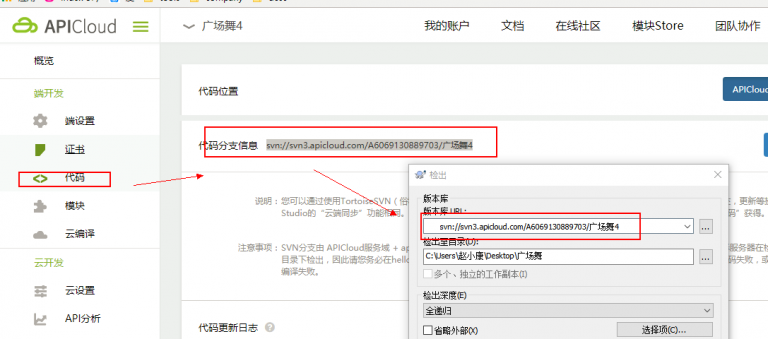 APICloud
广场舞4
我的账户
文档
在线社区
模块Store
团队协作
概览
端开发
端设置
证书
代码
模块
云编译
云开发
云设置
API分析
代码位置
APIClou
代码分支信息 svn://svn3.apicloud.com/A6069130889703/广场舞4
说明：您可以通过使用TortoiseSVN（俗
Studio的“云端同步”功能相同。
注意事项：SVN分支由 APICloud服务域 + ap
目录下检出，因此请您务必在hello
编译失败。
代码更新日志
检出
版本库
版本库 URL:
svn://svn3.apicloud.com/A6069130889703/广场舞4
...
检出至目录(D):
C:\Users\赵小康\Desktop\广场舞
...
多个、独立的工作副本(I)
检出深度(E)
全递归
省略外部(X)
选择项(C)...
更新等操
码”获得。
服务器在检
码失败，或